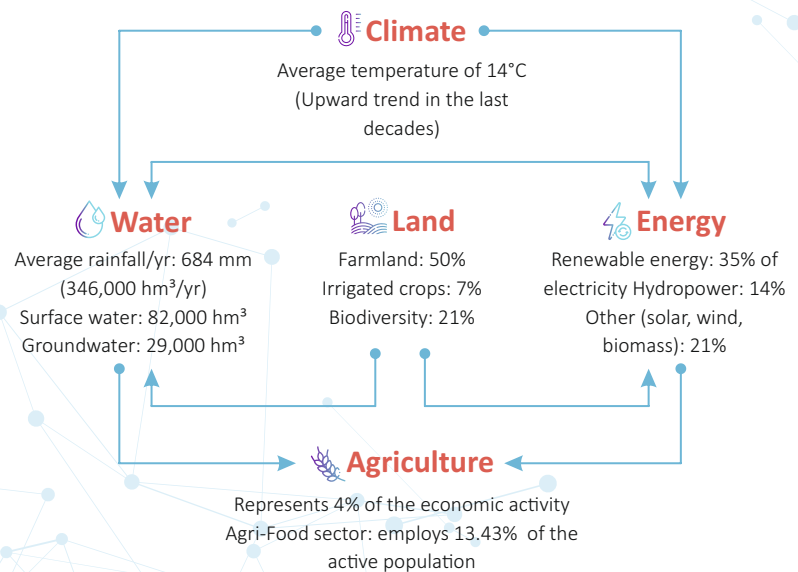 Climate
Average temperature of 14°C
(Upward trend in the last
decades)
Water
Average rainfall/yr: 684 mm
(346,000 hm³/yr)
Surface water: 82,000 hm³
Groundwater: 29,000 hm³
Land
Farmland: 50%
Irrigated crops: 7%
Biodiversity: 21%
Energy
Renewable energy: 35% of
electricity Hydropower: 14%
Other (solar, wind,
biomass): 21%
Agriculture
Represents 4% of the economic activity
Agri-Food sector: employs 13.43% of the
active population